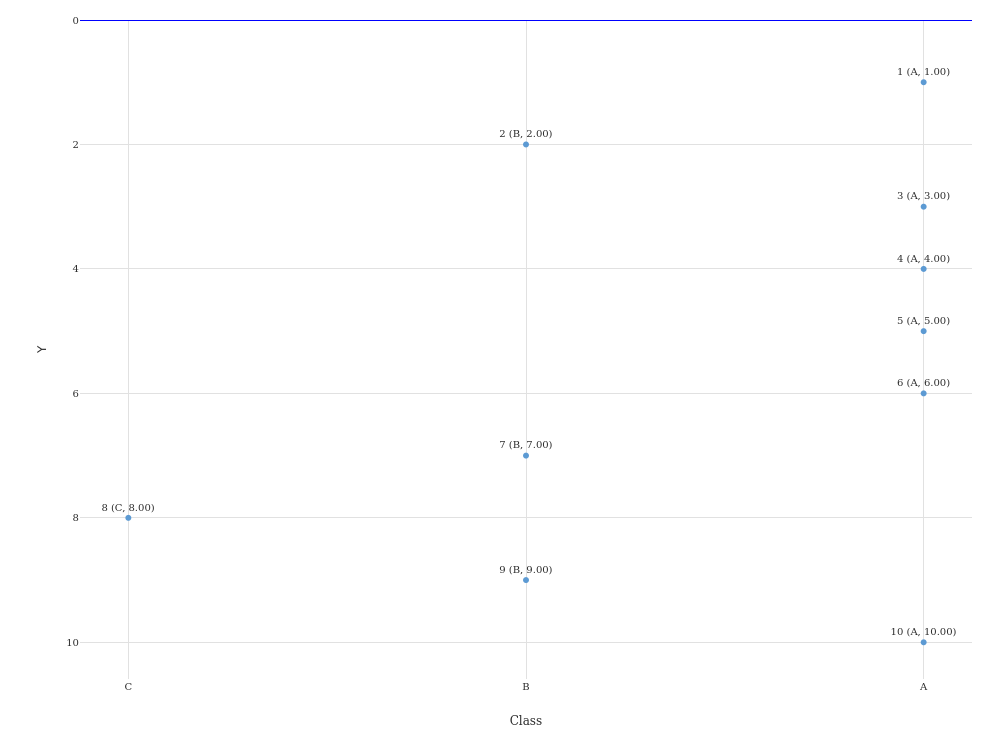 0
1 (A, 1.00)
2 (B, 2.00)
2
3 (A, 3.00)
4 (A, 4.00)
4
5 (A, 5.00)
Y
6 (A, 6.00)
6
7 (B, 7.00)
8 (C, 8.00)
8
9 (B, 9.00)
10 (A, 10.00)
10
C B A
Class